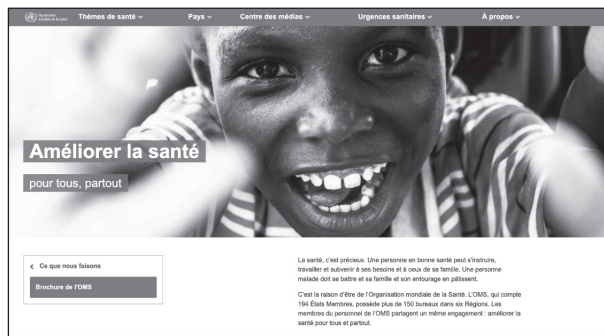 Organisation
mondiale de la Santé
Thèmes de santé Pays Centre des médias Urgences sanitaires À propos
Améliorer la santé
pour tous, partout
Ce que nous faisons
Brochure de l'OMS
La santé, c'est précieux. Une personne en bonne santé peut s'instruire,
travailler et subvenir à ses besoins et à ceux de sa famille. Une personne
malade doit se battre et sa famille et son entourage en pâtissent.
C'est la raison d'être de l'Organisation mondiale de la Santé. L'OMS, qui compte
194 États Membres, possède plus de 150 bureaux dans six Régions. Les
membres du personnel de l'OMS partagent un même engagement : améliorer la
santé pour tous et partout.